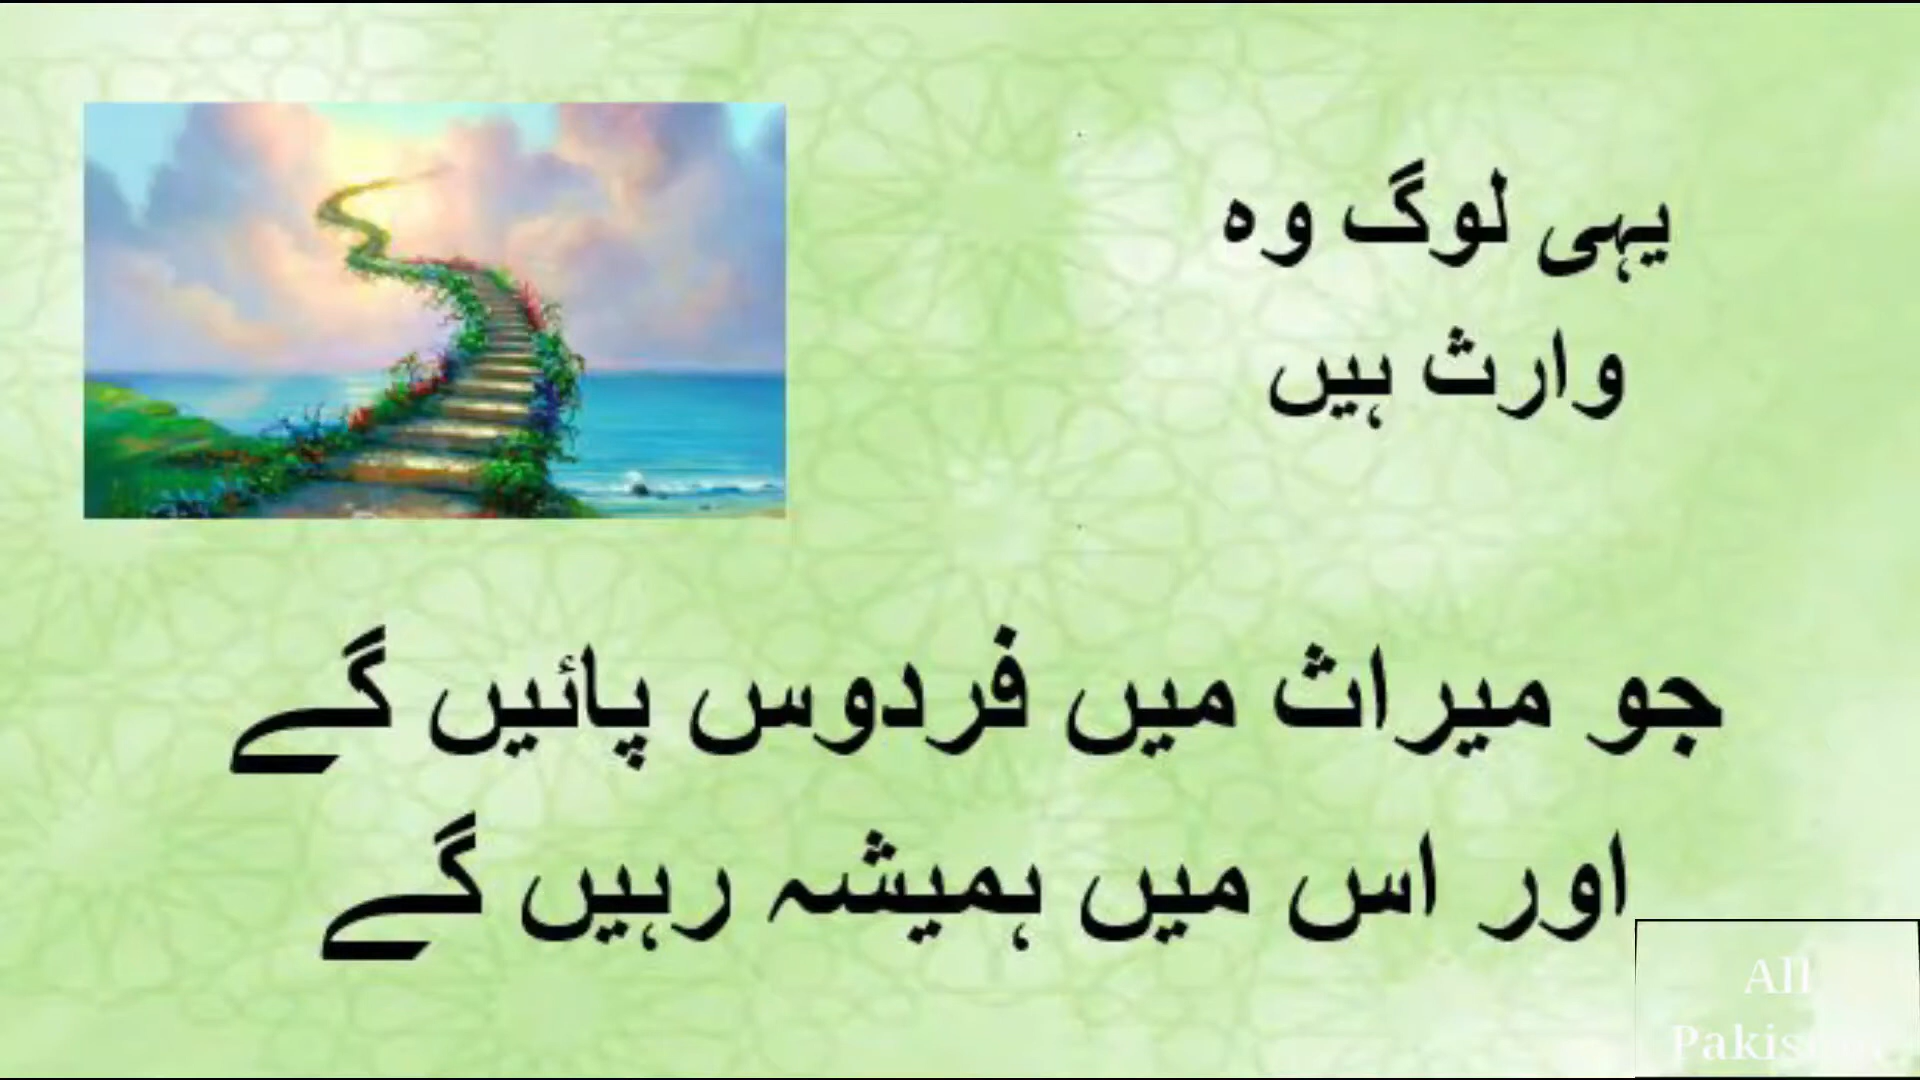 یہی لوگ وہ
وارث ہیں
جو میراث میں فردوس پائیں گے
اور اس میں ہمیشہ رہیں گے
All